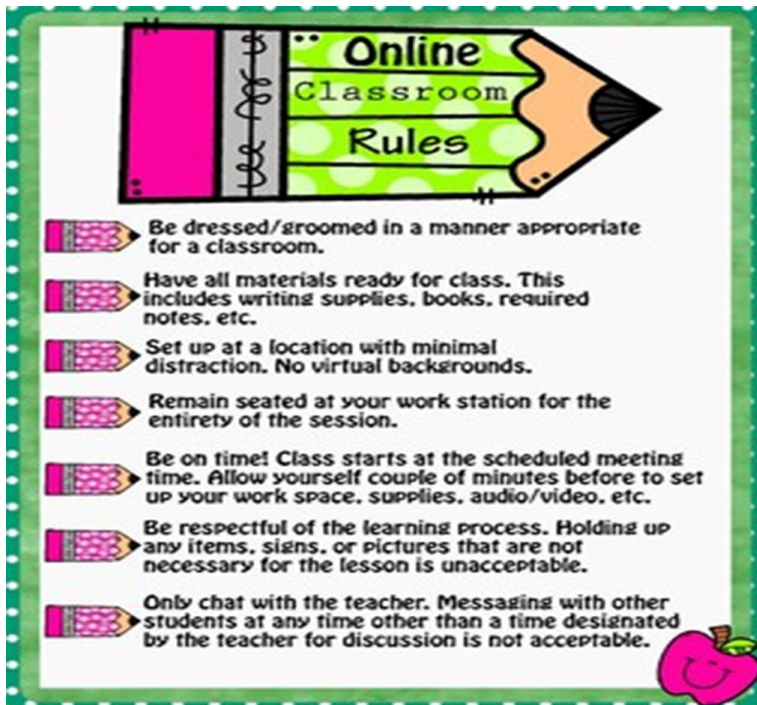 Online
Classroom
Rules
Be dressed/groomed in a manner appropriate
for a classroom.
Have all materials ready for class. This
includes writing supplies, books, required
notes, etc.
Set up at a location with minimal
distraction. No virtual backgrounds.
Remain seated at your work station for the
entirety of the session.
Be on time! Class starts at the scheduled meeting
time. Allow yourself couple of minutes before to set
up your work space, supplies, audio/video, etc.
Be respectful of the learning process. Holding up
any items, signs, or pictures that are not
necessary for the lesson is unacceptable.
Only chat with the teacher. Messaging with other
students at any time other than a time designated
by the teacher for discussion is not acceptable.